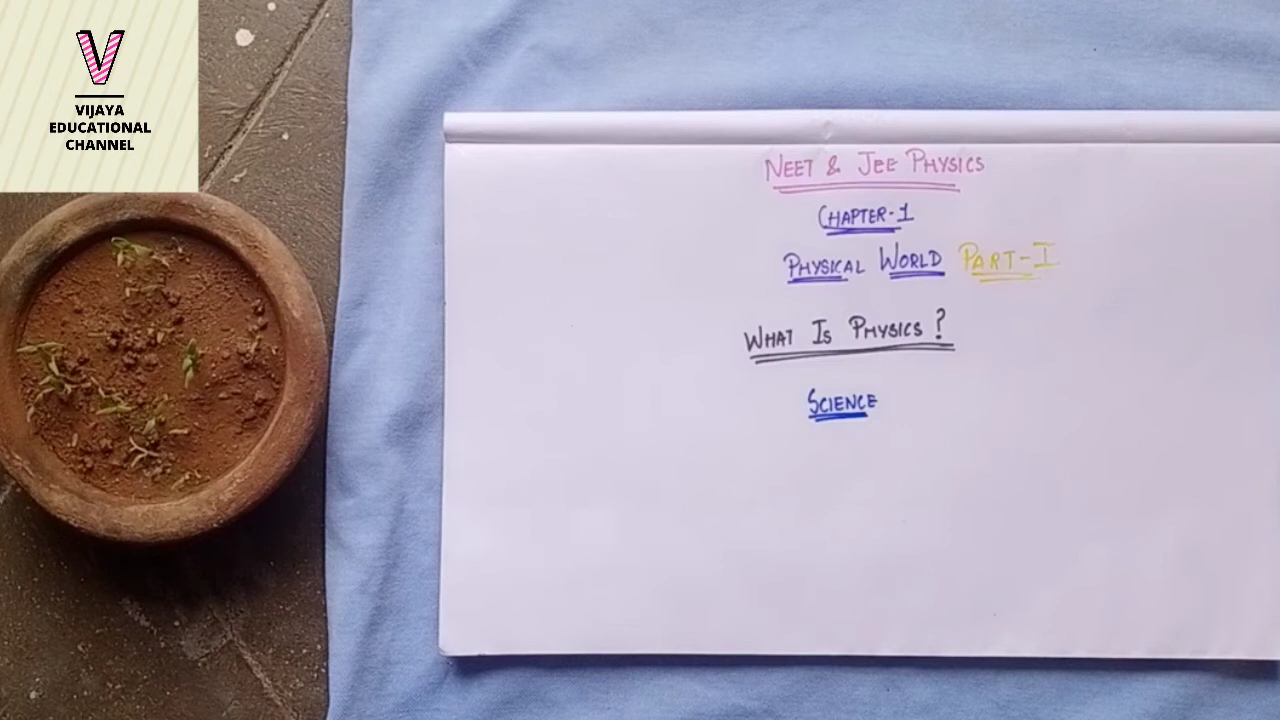 V
VIJAYA
EDUCATIONAL
CHANNEL
NEET & JEE PHYSICS
CHAPTER-1
PHYSICAL WORLD PART-I
WHAT IS PHYSICS?
SCIENCE